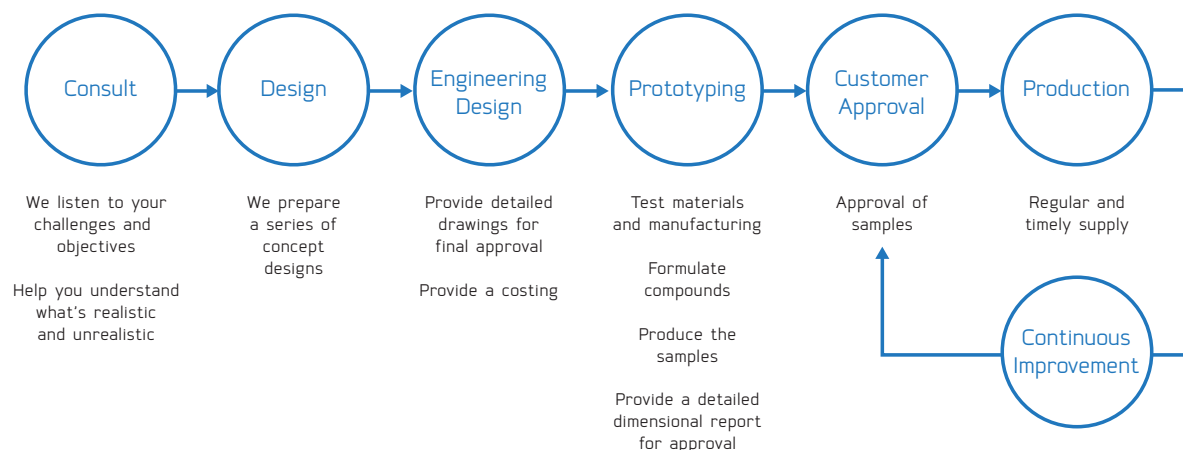 Consult
Design
Engineering
Design
Prototyping
Customer
Approval
Production
We listen to your
challenges and
objectives
Help you understand
what's realistic
and unrealistic
We prepare
a series of
concept
designs
Provide detailed
drawings for
final approval
Provide a costing
Test materials
and manufacturing
Formulate
compounds
Produce the
samples
Provide a detailed
dimensional report
for approval
Approval of
samples
Regular and
timely supply
Continuous
Improvement